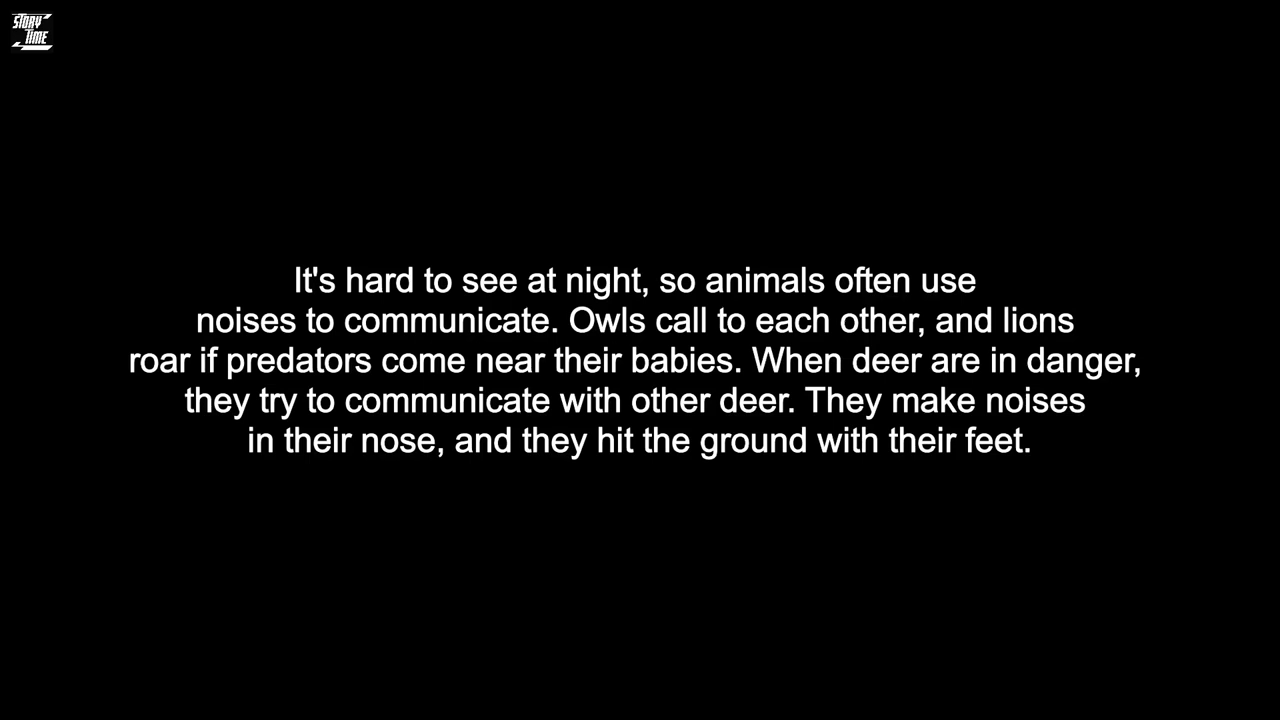 STORY
TIME
It's hard to see at night, so animals often use
noises to communicate. Owls call to each other, and lions
roar if predators come near their babies. When deer are in danger,
they try to communicate with other deer. They make noises
in their nose, and they hit the ground with their feet.